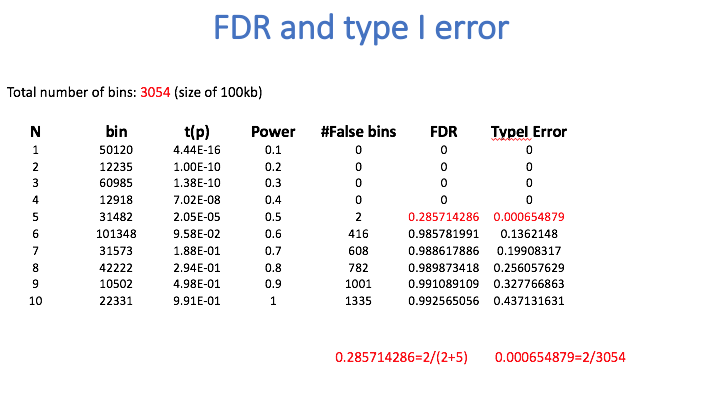 FDR and type I error
Total number of bins: 3054 (size of 100kb)
N bin t(p) Power #False bins FDR TypeI Error
1 50120 4.44E-16 0.1 0 0 0
2 12235 1.00E-10 0.2 0 0 0
3 60985 1.38E-10 0.3 0 0 0
4 12918 7.02E-08 0.4 0 0 0
5 31482 2.05E-05 0.5 2 0.285714286 0.000654879
6 101348 9.58E-02 0.6 416 0.985781991 0.1362148
7 31573 1.88E-01 0.7 608 0.988617886 0.19908317
8 42222 2.94E-01 0.8 782 0.989873418 0.256057629
9 10502 4.98E-01 0.9 1001 0.991089109 0.327766863
10 22331 9.91E-01 1 1335 0.992565056 0.437131631
0.285714286=2/(2+5) 0.000654879=2/3054